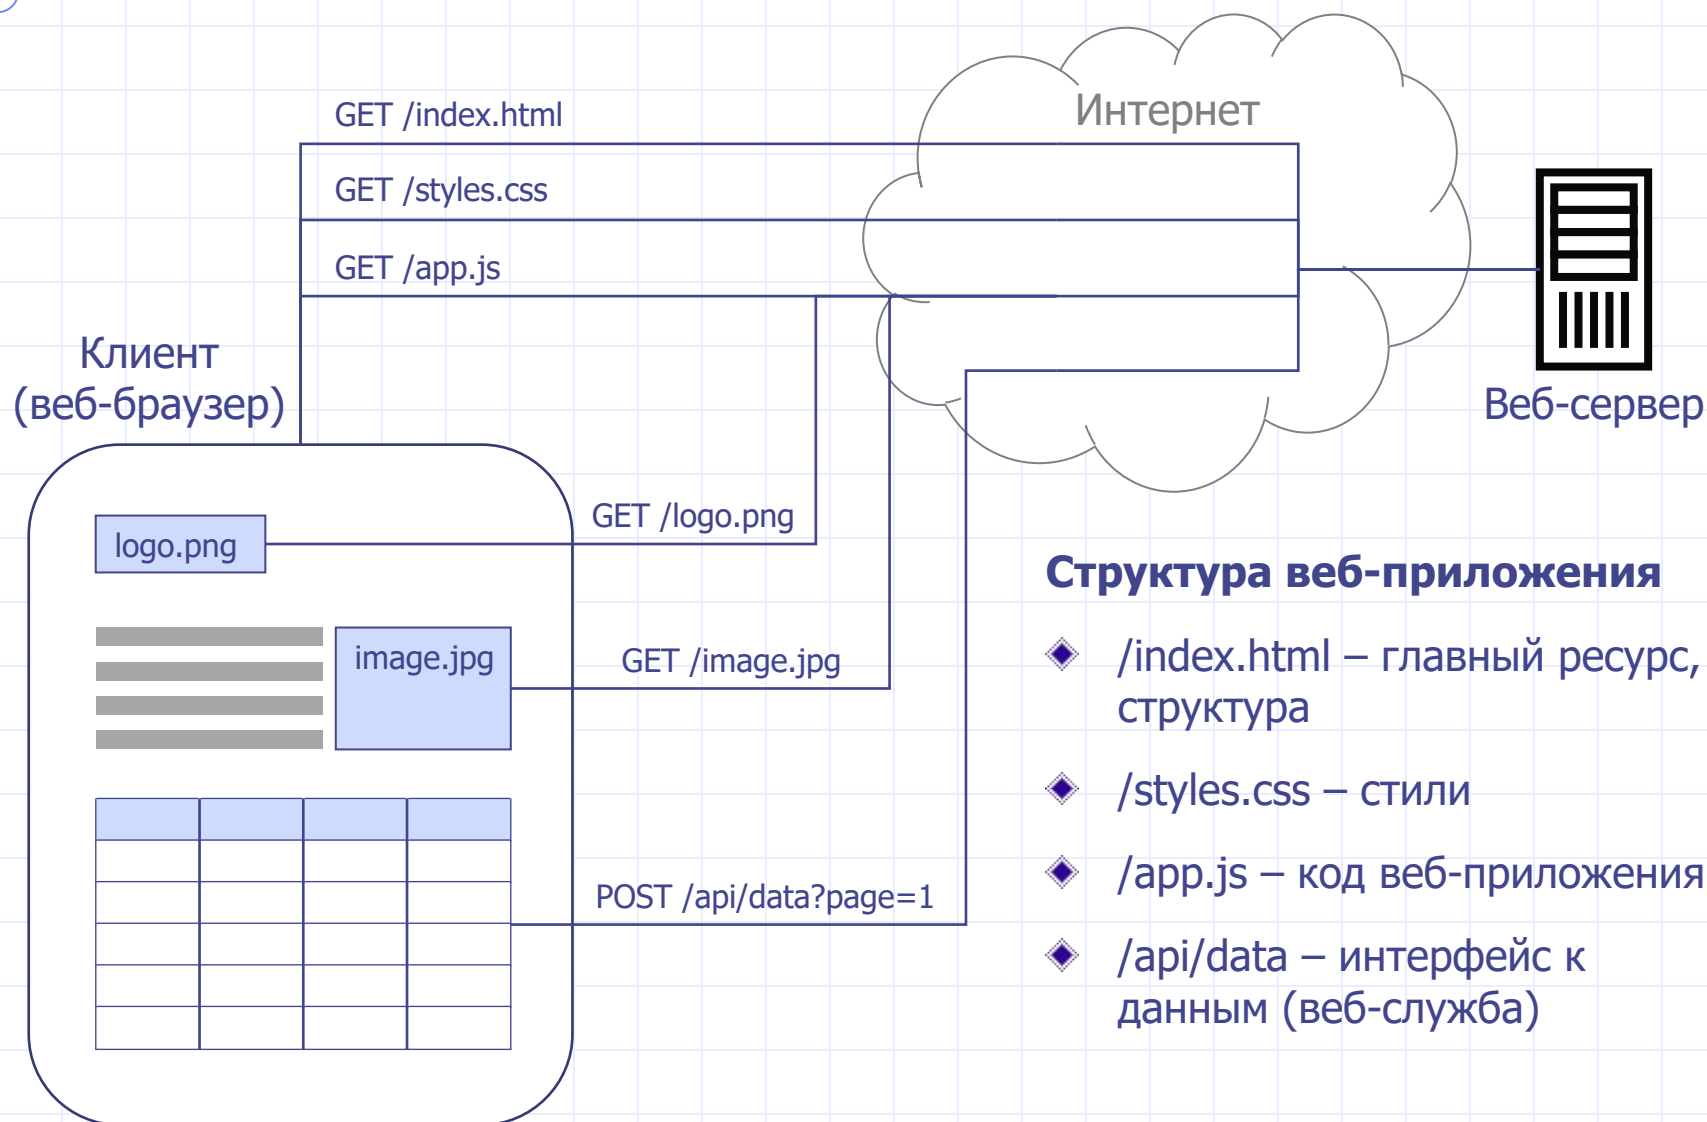 Интернет
GET /index.html
GET /styles.css
GET /app.js
Клиент
(веб-браузер)
Веб-сервер
logo.png
GET /logo.png
image.jpg
GET /image.jpg
POST /api/data?page=1
Структура веб-приложения
/index.html – главный ресурс,
структура
/styles.css – стили
/app.js – код веб-приложения
/api/data – интерфейс к
данным (веб-служба)